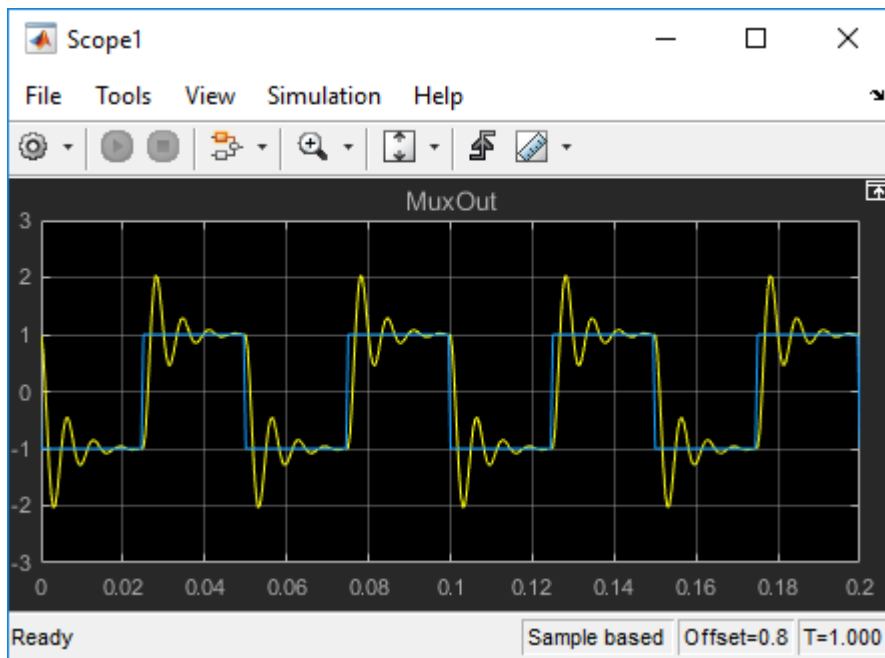 Scope1
File Tools View Simulation Help
MuxOut
3
2
1
0
-1
-2
-3
0 0.02 0.04 0.06 0.08 0.1 0.12 0.14 0.16 0.18 0.2
Ready Sample based Offset=0.8 T=1.000